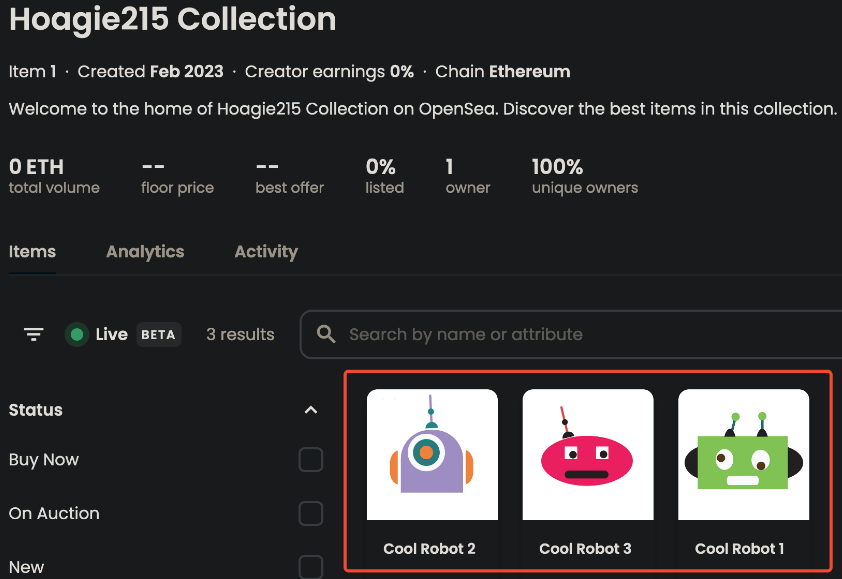 Hoagie215 Collection
Item 1 · Created Feb 2023 · Creator earnings 0% · Chain Ethereum
Welcome to the home of Hoagie215 Collection on OpenSea. Discover the best items in this collection.
0 ETH -- -- 0% 1 100%
total volume floor price best offer listed owner unique owners
Items Analytics Activity
Live BETA 3 results Search by name or attribute
Status
Buy Now
On Auction
New
Cool Robot 2 Cool Robot 3 Cool Robot 1